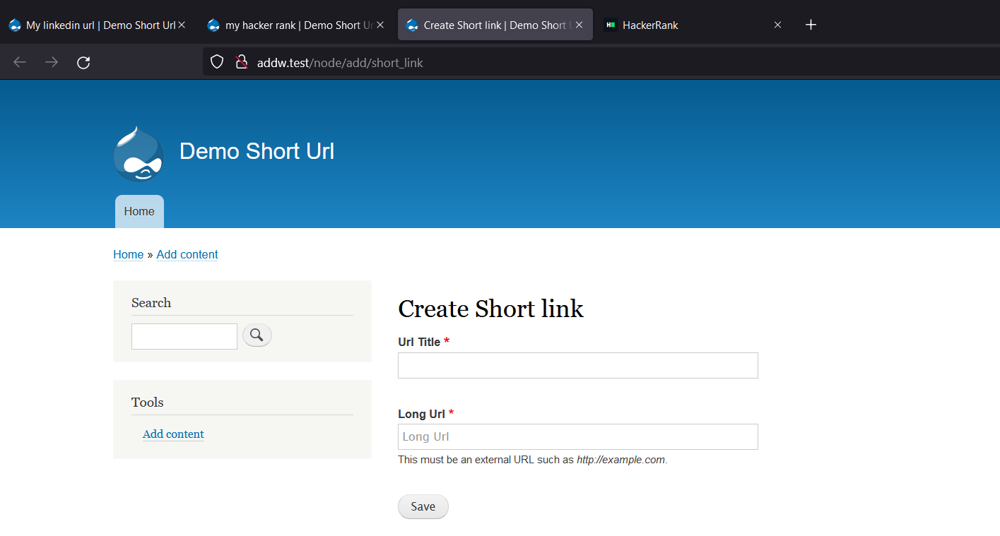 My linkedin url | Demo Short Url
my hacker rank | Demo Short Ur
Create Short link | Demo Short U
HackerRank
addw.test/node/add/short_link
Demo Short Url
Home
Home » Add content
Search
Tools
Add content
Create Short link
Url Title *
Long Url *
Long Url
This must be an external URL such as http://example.com.
Save